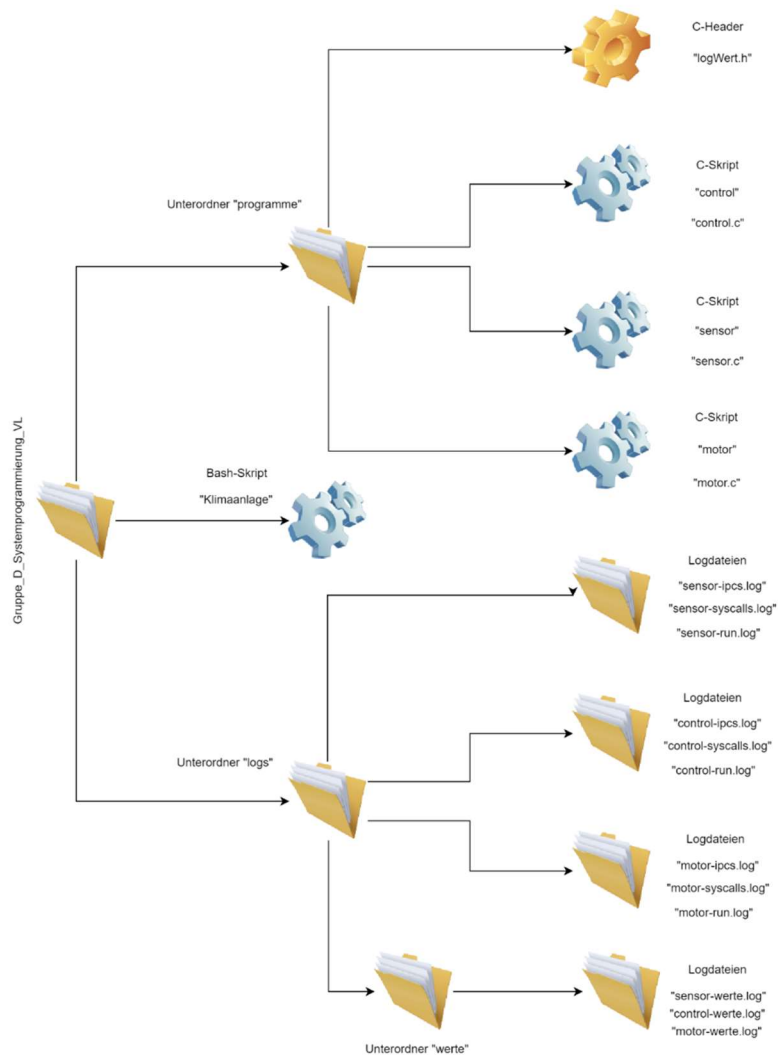 C-Header
"logWert.h"
C-Skript
"control"
"control.c"
Unterordner "programme"
C-Skript
"sensor"
"sensor.c"
C-Skript
"motor"
"motor.c"
Gruppe_D_Systemprogrammierung_VL
Bash-Skript
"Klimaanlage"
Logdateien
"sensor-ipcs.log"
"sensor-syscalls.log"
"sensor-run.log"
Unterordner "logs"
Logdateien
"control-ipcs.log"
"control-syscalls.log"
"control-run.log"
Logdateien
"motor-ipcs.log"
"motor-syscalls.log"
"motor-run.log"
Logdateien
"sensor-werte.log"
"control-werte.log"
"motor-werte.log"
Unterordner "werte"